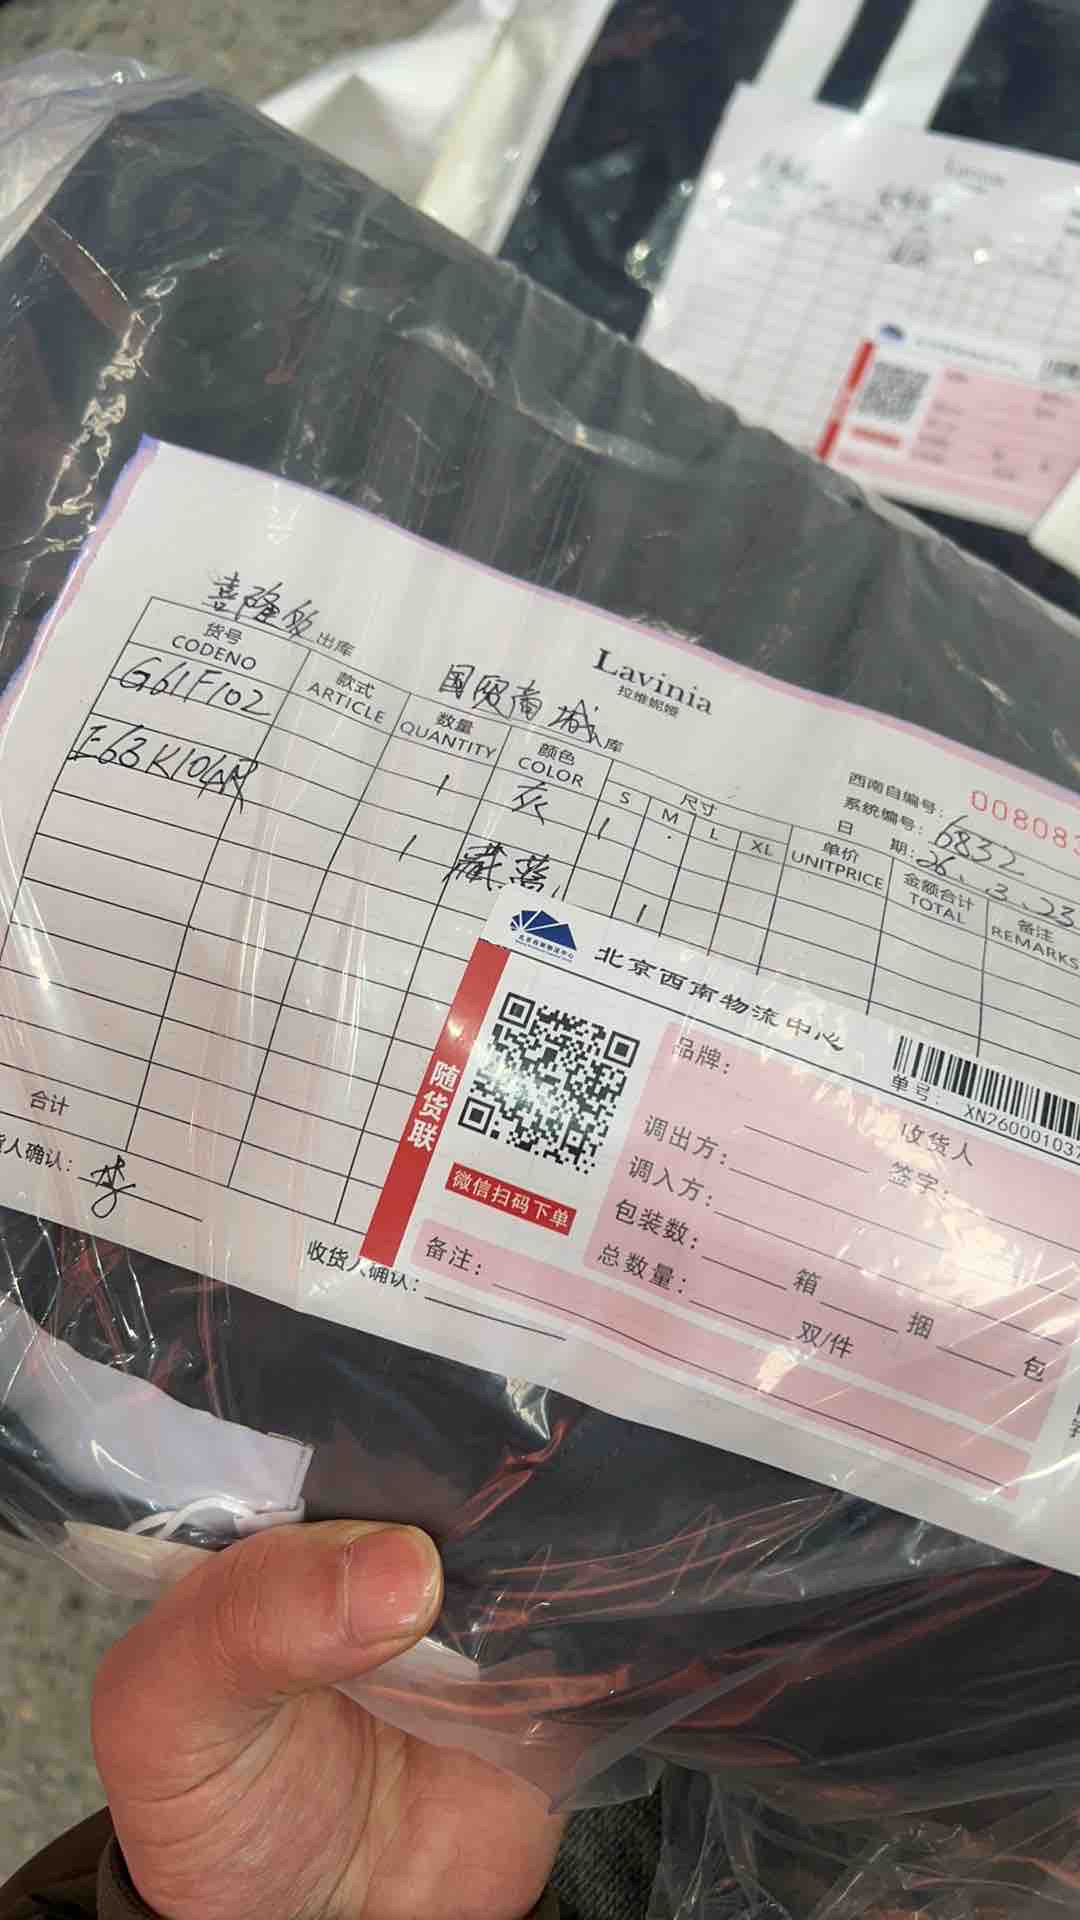 Lavinia
拉维妮娅
喜隆多出库
国贸商城库
西南自编号: 00808
系统编号: 6832
日期: 26.3.23
货号 款式 数量 颜色 尺寸 单价 金额合计 备注
CODENO ARTICLE QUANTITY COLOR S M L XL UNITPRICE TOTAL REMARKS
G61F102 1 灰 1
1 藏蓝 1
合计
人确认:
收货人确认:
北京西南物流中心
随货联
微信扫码下单
单号: XN260001037
品牌:
收货人
签字:
调出方:
调入方:
包装数: 箱 捆 包
总数量: 双/件
备注: